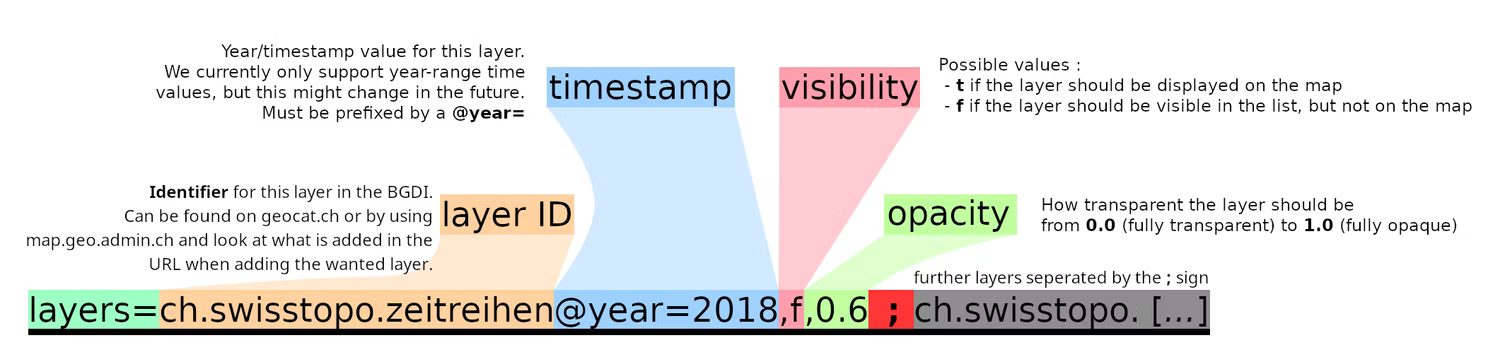 Year/timestamp value for this layer.
We currently only support year-range time
values, but this might change in the future.
Must be prefixed by a @year=
timestamp
visibility
Possible values :
- t if the layer should be displayed on the map
- f if the layer should be visible in the list, but not on the map
Identifier for this layer in the BGDI.
Can be found on geocat.ch or by using
map.geo.admin.ch and look at what is added in the
URL when adding the wanted layer.
layer ID
opacity
How transparent the layer should be
from 0.0 (fully transparent) to 1.0 (fully opaque)
further layers seperated by the ; sign
layers=ch.swisstopo.zeitreihen@year=2018,f,0.6 ; ch.swisstopo. [...]